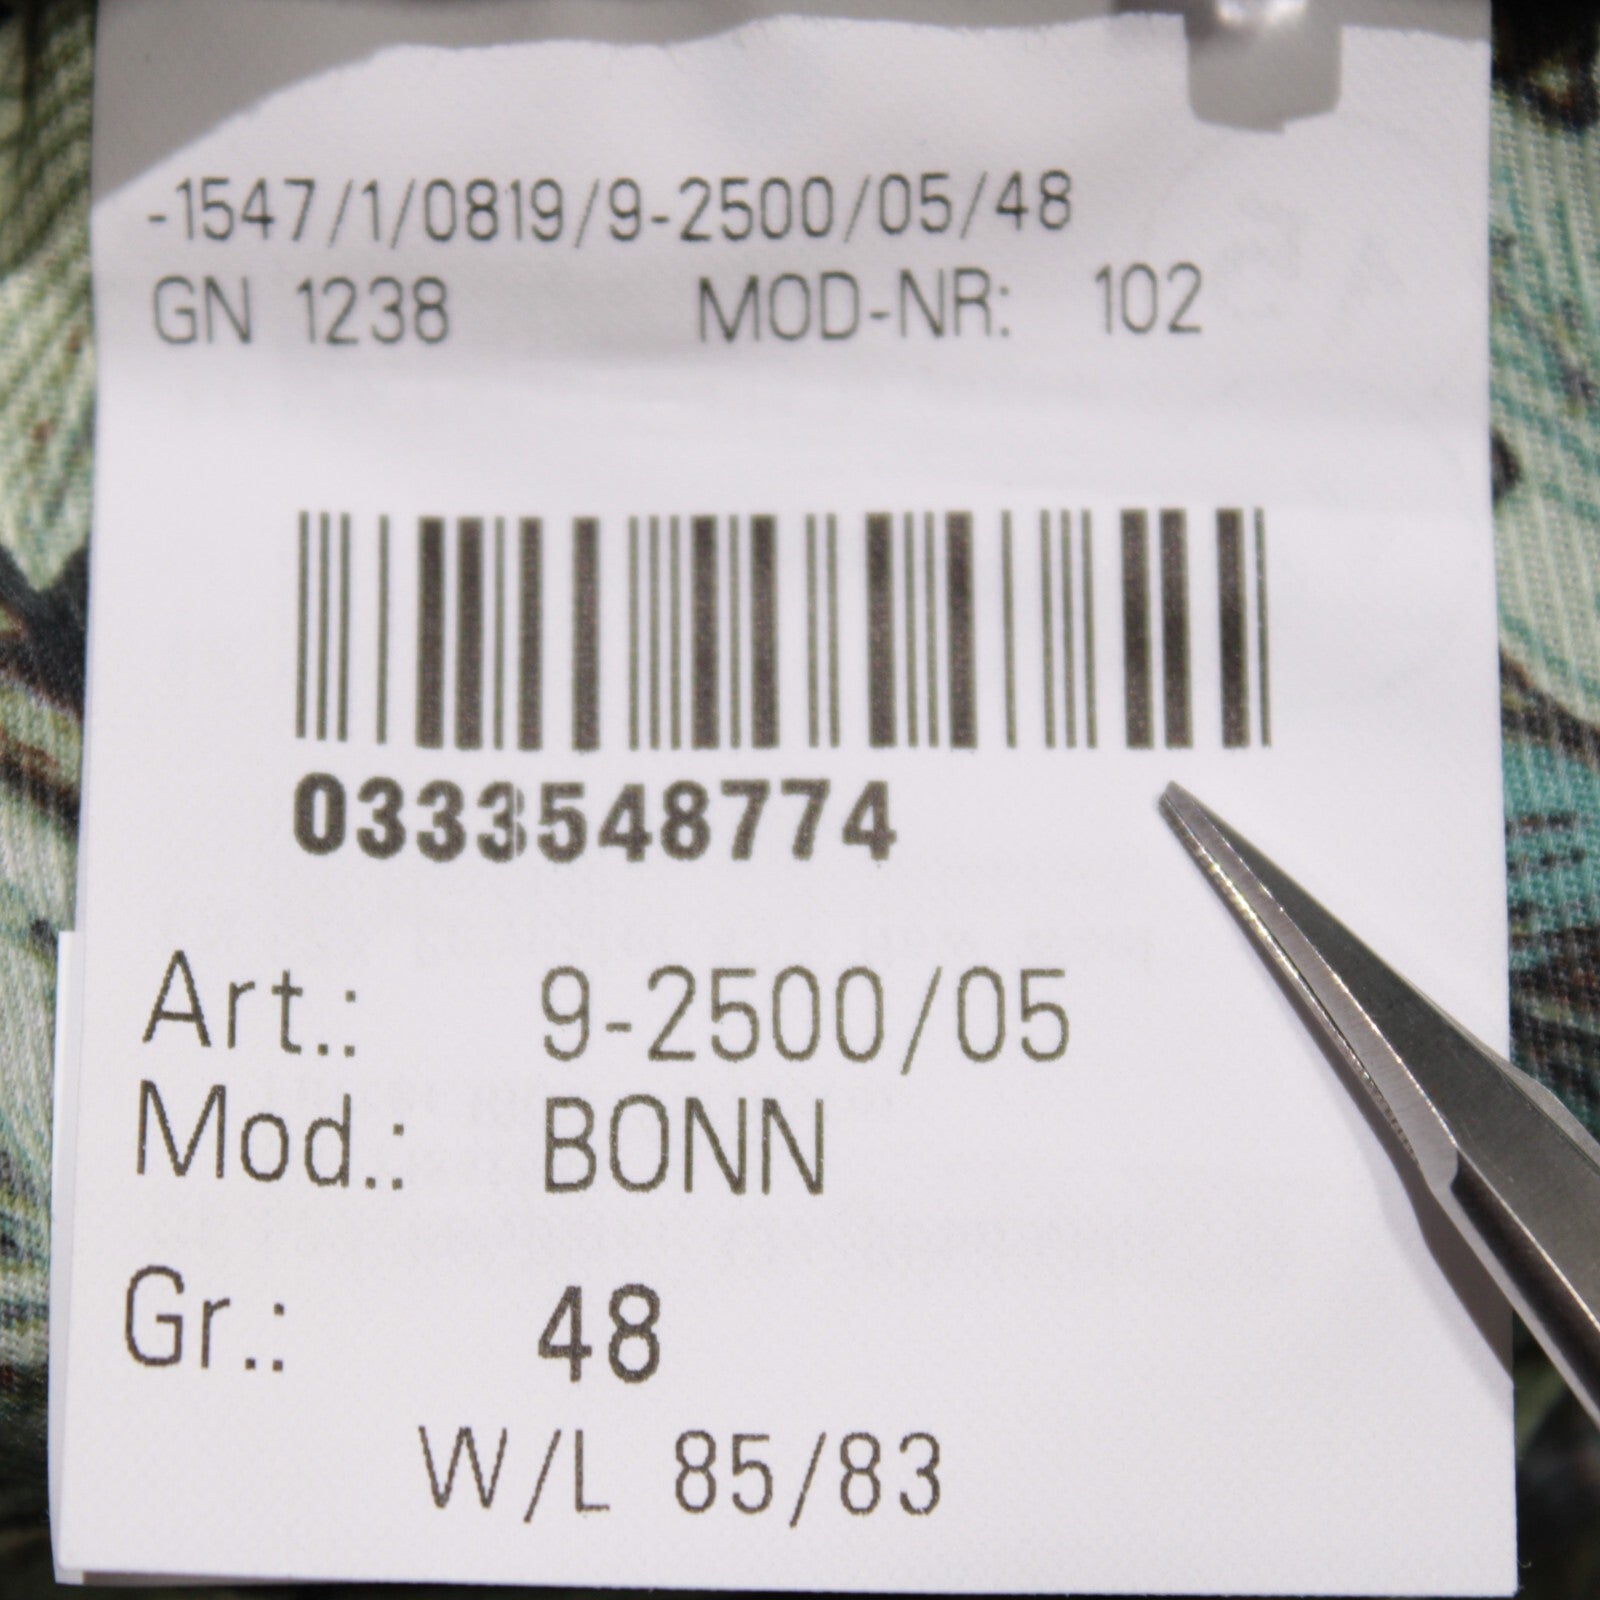 -1547/1/0819/9-2500/05/48
GN 1238 MOD-NR: 102
0333548774
Art.: 9-2500/05
Mod.: BONN
Gr.: 48
W/L 85/83